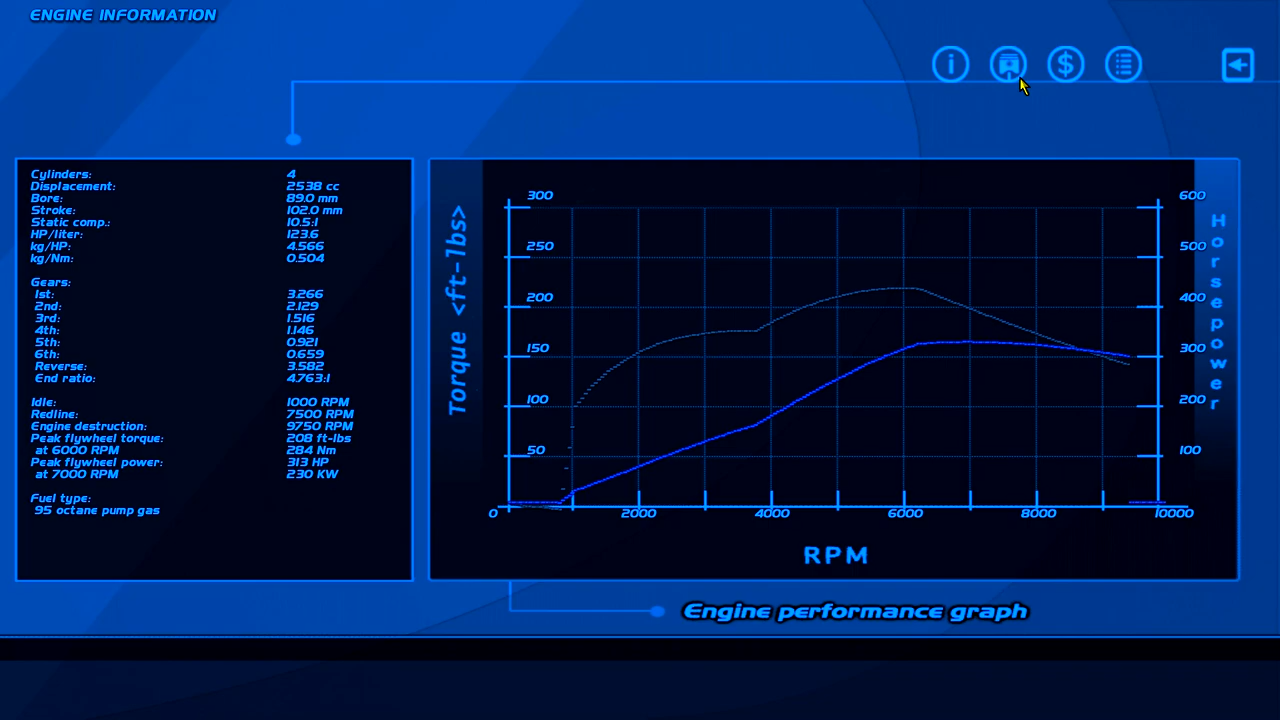 ENGINE INFORMATION
Cylinders: 4
Displacement: 2538 cc
Bore: 89.0 mm
Stroke: 102.0 mm
Static comp.: 10.5:1
HP/liter: 123.6
kg/HP: 4.566
kg/Nm: 0.504
Gears:
1st: 3.266
2nd: 2.129
3rd: 1.516
4th: 1.146
5th: 0.921
6th: 0.659
Reverse: 3.582
End ratio: 4.763:1
Idle: 1000 RPM
Redline: 7500 RPM
Engine destruction: 9750 RPM
Peak flywheel torque: 208 ft-lbs
at 6000 RPM 284 Nm
Peak flywheel power: 313 HP
at 7000 RPM 230 KW
Fuel type:
95 octane pump gas
Torque <ft-lbs>
300
250
200
150
100
50
600
500
400
300
200
100
Horsepower
0 2000 4000 6000 8000 10000
RPM
Engine performance graph